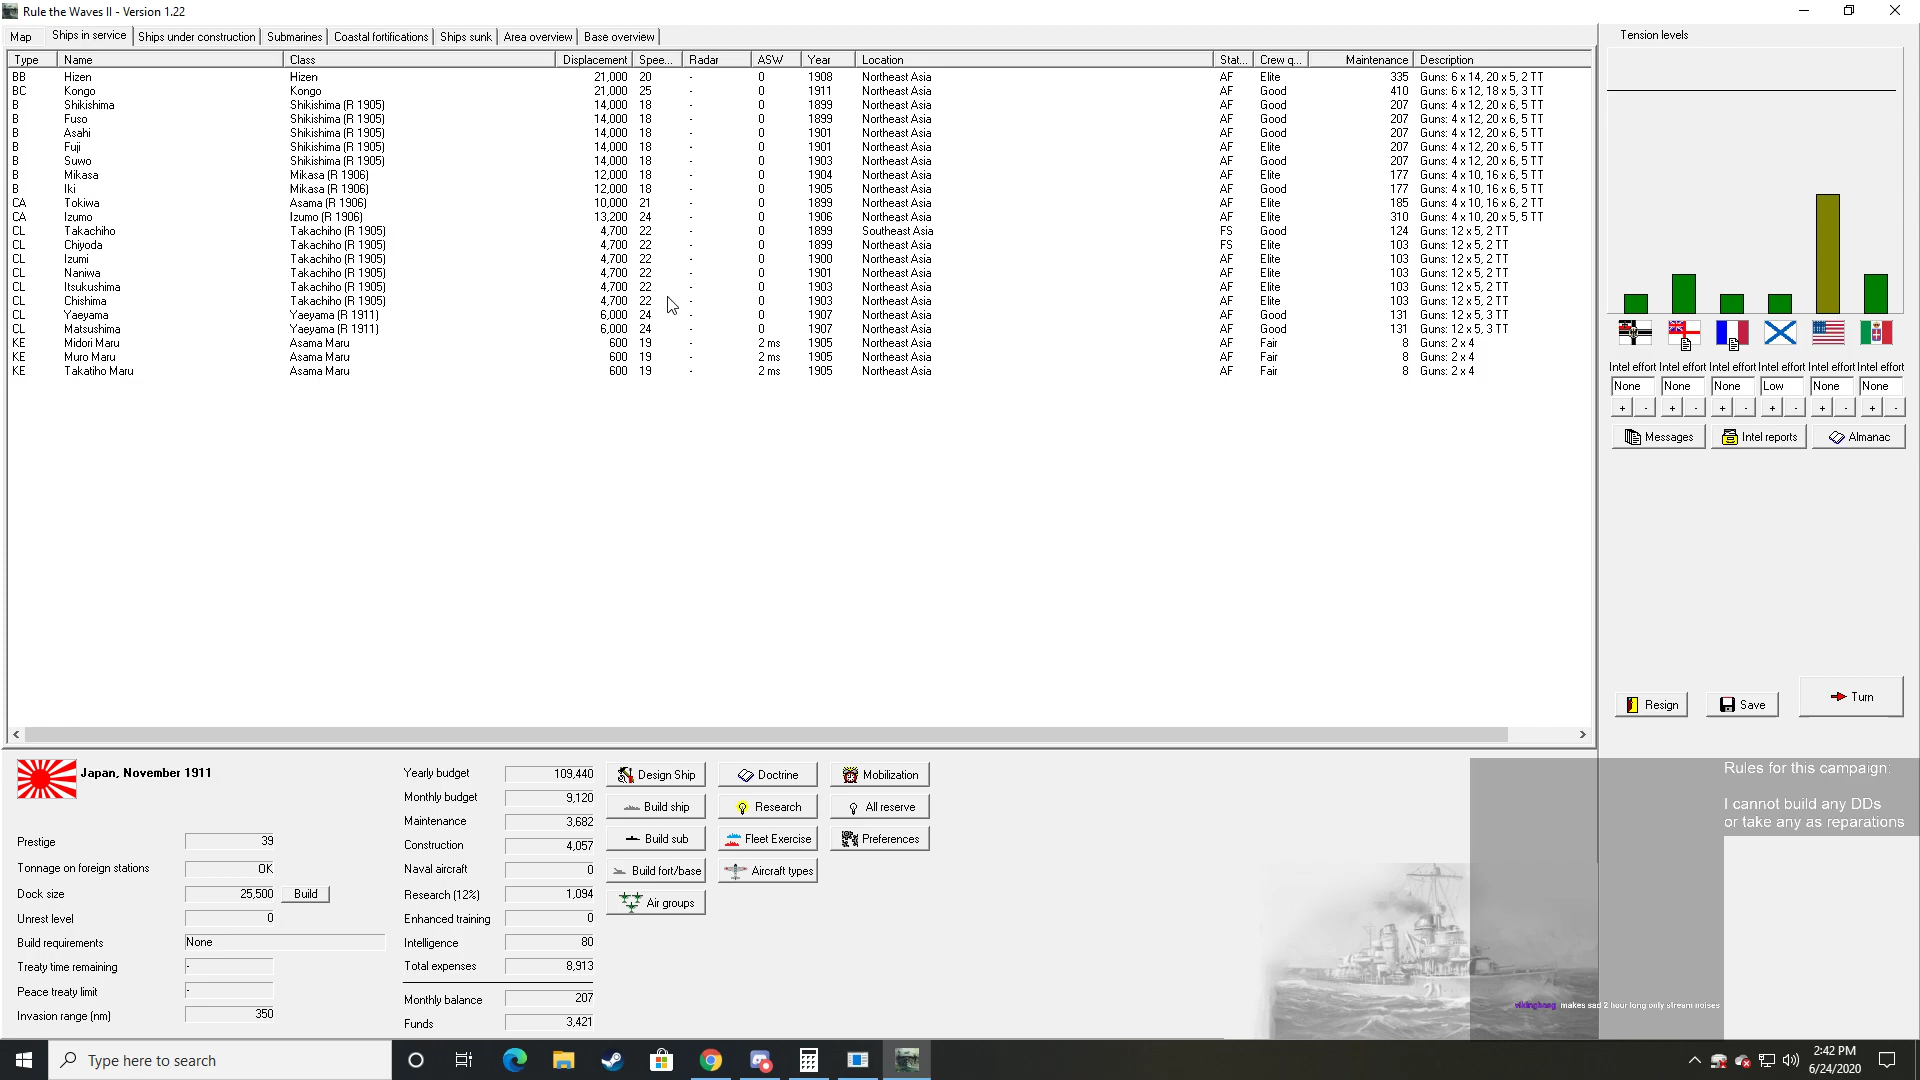 Rule the Waves II - Version 1.22
Map Ships in service Ships under construction Submarines Coastal fortifications Ships sunk Area overview Base overview
Type Name Class Displacement Spee... Radar ASW Year Location Stat... Crew q... Maintenance Description
BB Hizen Hizen 21,000 20 - 0 1908 Northeast Asia AF Elite 335 Guns: 6 x 14, 20 x 5, 2 TT
BC Kongo Kongo 21,000 25 - 0 1911 Northeast Asia AF Good 410 Guns: 6 x 12, 18 x 5, 3 TT
B Shikishima Shikishima (R 1905) 14,000 18 - 0 1899 Northeast Asia AF Good 207 Guns: 4 x 12, 20 x 6, 5 TT
B Fuso Shikishima (R 1905) 14,000 18 - 0 1899 Northeast Asia AF Good 207 Guns: 4 x 12, 20 x 6, 5 TT
B Asahi Shikishima (R 1905) 14,000 18 - 0 1901 Northeast Asia AF Good 207 Guns: 4 x 12, 20 x 6, 5 TT
B Fuji Shikishima (R 1905) 14,000 18 - 0 1901 Northeast Asia AF Elite 207 Guns: 4 x 12, 20 x 6, 5 TT
B Suwo Shikishima (R 1905) 14,000 18 - 0 1903 Northeast Asia AF Good 207 Guns: 4 x 12, 20 x 6, 5 TT
B Mikasa Mikasa (R 1906) 12,000 18 - 0 1904 Northeast Asia AF Elite 177 Guns: 4 x 10, 16 x 6, 5 TT
B Iki Mikasa (R 1906) 12,000 18 - 0 1905 Northeast Asia AF Good 177 Guns: 4 x 10, 16 x 6, 5 TT
CA Tokiwa Asama (R 1906) 10,000 21 - 0 1899 Northeast Asia AF Elite 185 Guns: 4 x 10, 16 x 6, 2 TT
CA Izumo Izumo (R 1906) 13,200 24 - 0 1906 Northeast Asia AF Elite 310 Guns: 4 x 10, 20 x 5, 5 TT
CL Takachiho Takachiho (R 1905) 4,700 22 - 0 1899 Southeast Asia FS Good 124 Guns: 12 x 5, 2 TT
CL Chiyoda Takachiho (R 1905) 4,700 22 - 0 1899 Northeast Asia FS Elite 103 Guns: 12 x 5, 2 TT
CL Izumi Takachiho (R 1905) 4,700 22 - 0 1900 Northeast Asia AF Elite 103 Guns: 12 x 5, 2 TT
CL Naniwa Takachiho (R 1905) 4,700 22 - 0 1901 Northeast Asia AF Elite 103 Guns: 12 x 5, 2 TT
CL Itsukushima Takachiho (R 1905) 4,700 22 - 0 1903 Northeast Asia AF Elite 103 Guns: 12 x 5, 2 TT
CL Chishima Takachiho (R 1905) 4,700 22 - 0 1903 Northeast Asia AF Elite 103 Guns: 12 x 5, 2 TT
CL Yaeyama Yaeyama (R 1911) 6,000 24 - 0 1907 Northeast Asia AF Good 131 Guns: 12 x 5, 3 TT
CL Matsushima Yaeyama (R 1911) 6,000 24 - 0 1907 Northeast Asia AF Good 131 Guns: 12 x 5, 3 TT
KE Midori Maru Asama Maru 600 19 - 2 ms 1905 Northeast Asia AF Fair 8 Guns: 2 x 4
KE Muro Maru Asama Maru 600 19 - 2 ms 1905 Northeast Asia AF Fair 8 Guns: 2 x 4
KE Takatiho Maru Asama Maru 600 19 - 2 ms 1905 Northeast Asia AF Fair 8 Guns: 2 x 4
Tension levels
Intel effort Intel effort Intel effort Intel effort Intel effort Intel effort
None None None Low None None
+ - + - + - + - + - + -
Messages Intel reports Almanac
Resign Save Turn
Japan, November 1911
Prestige 39
Tonnage on foreign stations OK
Dock size 25,500 Build
Unrest level 0
Build requirements None
Treaty time remaining -
Peace treaty limit -
Invasion range (nm) 350
Yearly budget 109,440
Monthly budget 9,120
Maintenance 3,682
Construction 4,057
Naval aircraft 0
Research (12%) 1,094
Enhanced training 0
Intelligence 80
Total expenses 8,913
Monthly balance 207
Funds 3,421
Design Ship Doctrine Mobilization
Build ship Research All reserve
Build sub Fleet Exercise Preferences
Build fort/base Aircraft types
Air groups
Rules for this campaign:
I cannot build any DDs
or take any as reparations
makes sad 2 hour long only stream noises
Type here to search
2:42 PM
6/24/2020